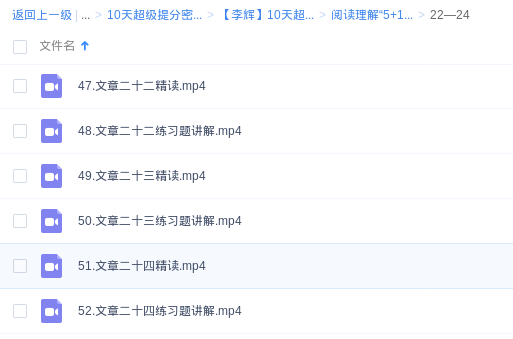 返回上一级 | ... > 10天超级提分密... > 【李辉】10天超... > 阅读理解“5+1... > 22—24
文件名
47.文章二十二精读.mp4
48.文章二十二练习题讲解.mp4
49.文章二十三精读.mp4
50.文章二十三练习题讲解.mp4
51.文章二十四精读.mp4
52.文章二十四练习题讲解.mp4